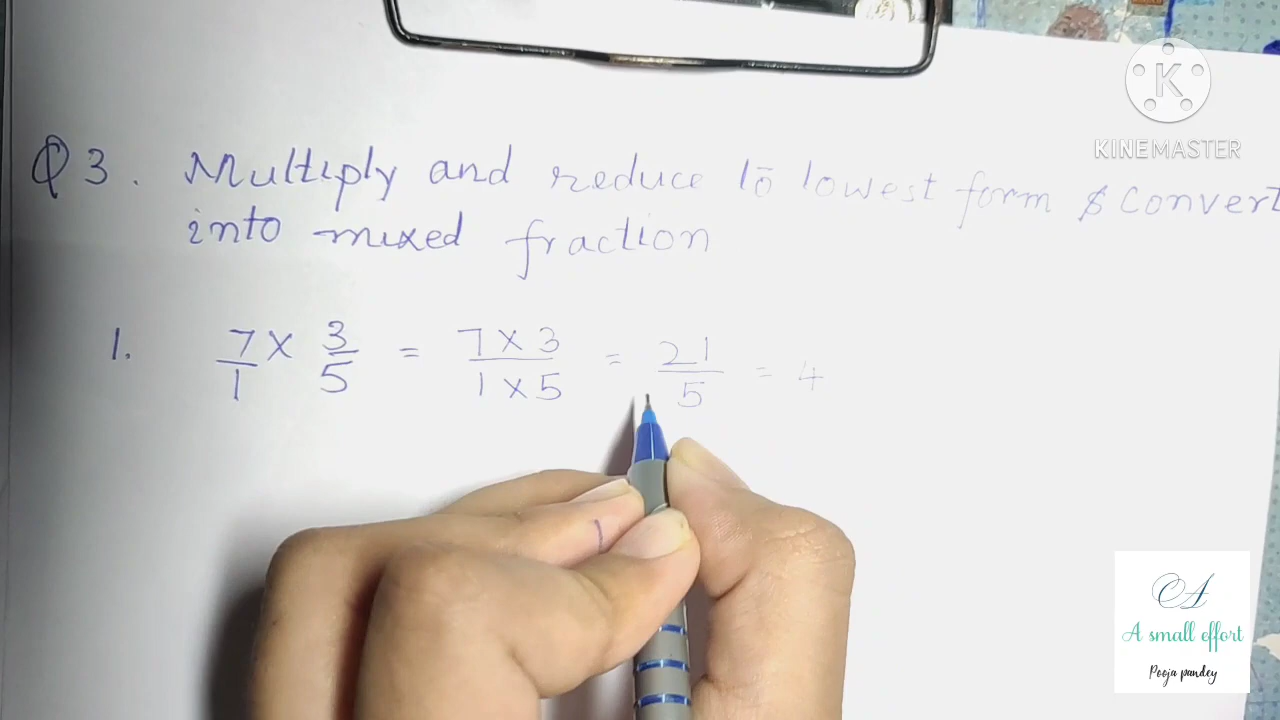 K
KINEMASTER
Q 3. Multiply and reduce to lowest form & convert
into mixed fraction
1. 7/1 × 3/5 = 7×3/1×5 = 21/5 = 4
A
A small effort
Pooja pandey